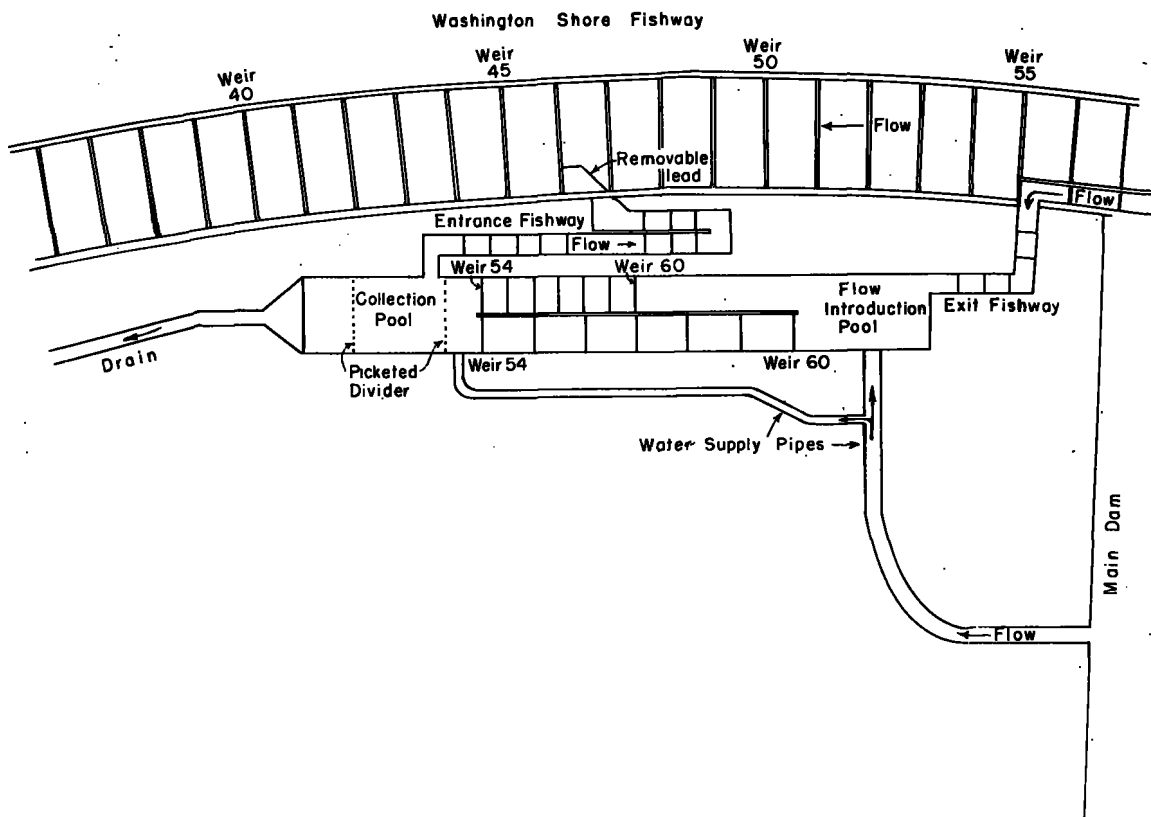 Washington Shore Fishway
Weir
40
Weir
45
Weir
50
Weir
55
Flow
Removable
lead
Flow
Entrance Fishway
Flow
Weir 54
Weir 60
Collection
Pool
Flow
Introduction
Pool
Exit Fishway
Drain
Picketed
Divider
Weir 54
Weir 60
Water Supply Pipes
Main Dam
Flow